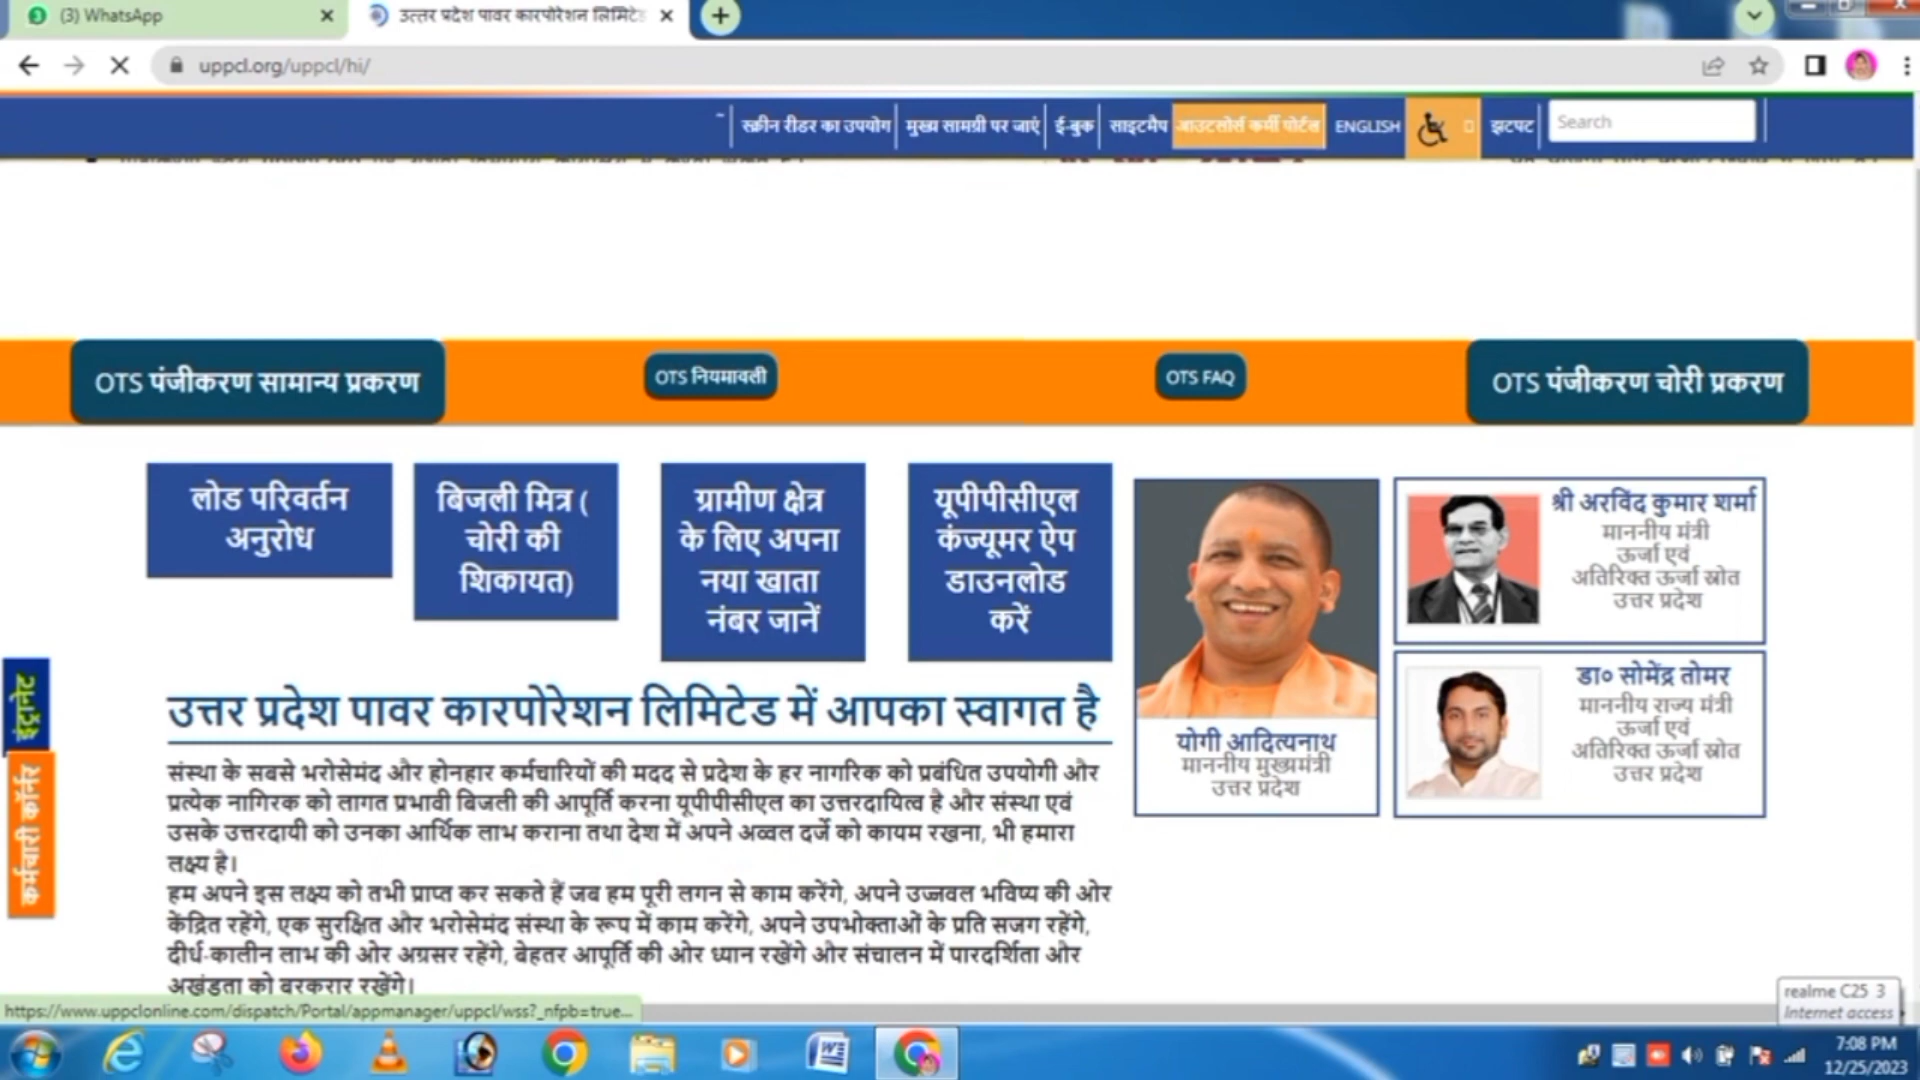 (3) WhatsApp
उत्तर प्रदेश पावर कारपोरेशन लिमिटेड
uppcl.org/uppcl/hi/
स्क्रीन रीडर का उपयोग
मुख्य सामग्री पर जाएं
ई-बुक
साइटमैप
आउटसोर्स कर्मी पोर्टल
ENGLISH
झटपट
Search
OTS पंजीकरण सामान्य प्रकरण
OTS नियमावली
OTS FAQ
OTS पंजीकरण चोरी प्रकरण
लोड परिवर्तन
अनुरोध
बिजली मित्र (
चोरी की
शिकायत)
ग्रामीण क्षेत्र
के लिए अपना
नया खाता
नंबर जानें
यूपीपीसीएल
कंज्यूमर ऐप
डाउनलोड
करें
योगी आदित्यनाथ
माननीय मुख्यमंत्री
उत्तर प्रदेश
श्री अरविंद कुमार शर्मा
माननीय मंत्री
ऊर्जा एवं
अतिरिक्त ऊर्जा स्रोत
उत्तर प्रदेश
डा० सोमेंद्र तोमर
माननीय राज्य मंत्री
ऊर्जा एवं
अतिरिक्त ऊर्जा स्रोत
उत्तर प्रदेश
इंट्रानेट
कर्मचारी कॉर्नर
उत्तर प्रदेश पावर कारपोरेशन लिमिटेड में आपका स्वागत है
संस्था के सबसे भरोसेमंद और होनहार कर्मचारियों की मदद से प्रदेश के हर नागरिक को प्रबंधित उपयोगी और
प्रत्येक नागिरक को लागत प्रभावी बिजली की आपूर्ति करना यूपीपीसीएल का उत्तरदायित्व है और संस्था एवं
उसके उत्तरदायी को उनका आर्थिक लाभ कराना तथा देश में अपने अव्वल दर्जे को कायम रखना, भी हमारा
लक्ष्य है।
हम अपने इस लक्ष्य को तभी प्राप्त कर सकते हैं जब हम पूरी लगन से काम करेंगे, अपने उज्जवल भविष्य की ओर
केंद्रित रहेंगे, एक सुरक्षित और भरोसेमंद संस्था के रूप में काम करेंगे, अपने उपभोक्ताओं के प्रति सजग रहेंगे,
दीर्ध-कालीन लाभ की ओर अग्रसर रहेंगे, बेहतर आपूर्ति की ओर ध्यान रखेंगे और संचालन में पारदर्शिता और
अखंडता को बरकरार रखेंगे।
https://www.uppclonline.com/dispatch/Portal/appmanager/uppcl/wss?_nfpb=true...
realme C25 3
Internet access
7:08 PM
12/25/2023